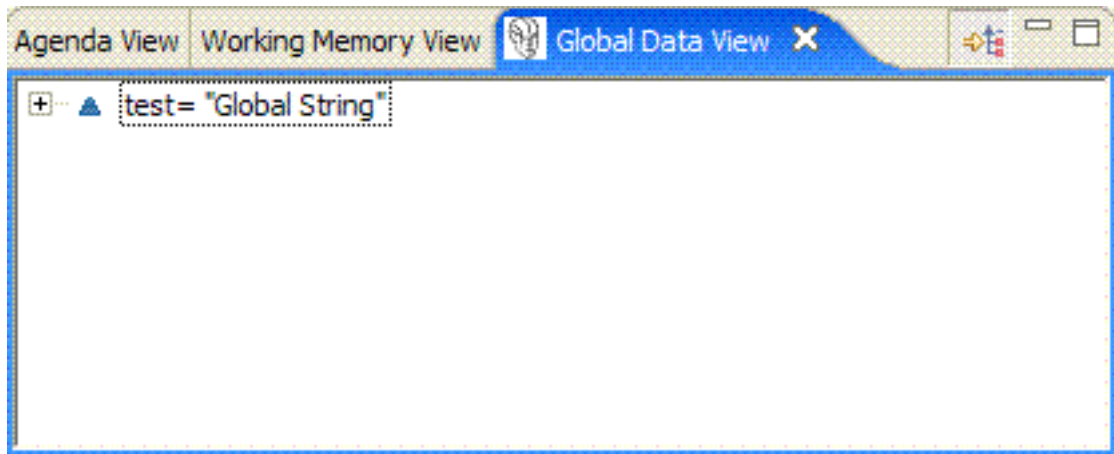 Agenda View Working Memory View Global Data View
test= "Global String"